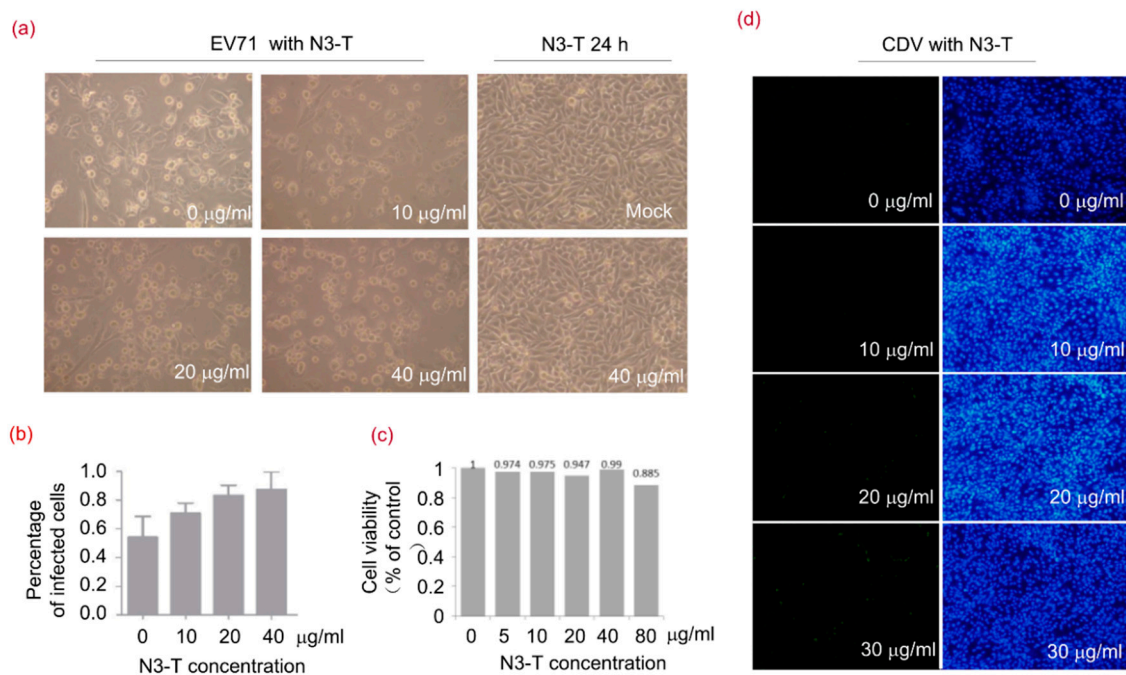 (a)
EV71 with N3-T
N3-T 24 h
0 μg/ml
10 μg/ml
Mock
20 μg/ml
40 μg/ml
40 μg/ml
(b)
Percentage
of infected cells
1.0
0.8
0.6
0.4
0.2
0.0
0 10 20 40 μg/ml
N3-T concentration
(c)
Cell viability
(% of control)
1
0.8
0.6
0.4
0.2
0
1 0.974 0.975 0.947 0.99 0.885
0 5 10 20 40 80 μg/ml
N3-T concentration
(d)
CDV with N3-T
0 μg/ml
0 μg/ml
10 μg/ml
10 μg/ml
20 μg/ml
20 μg/ml
30 μg/ml
30 μg/ml